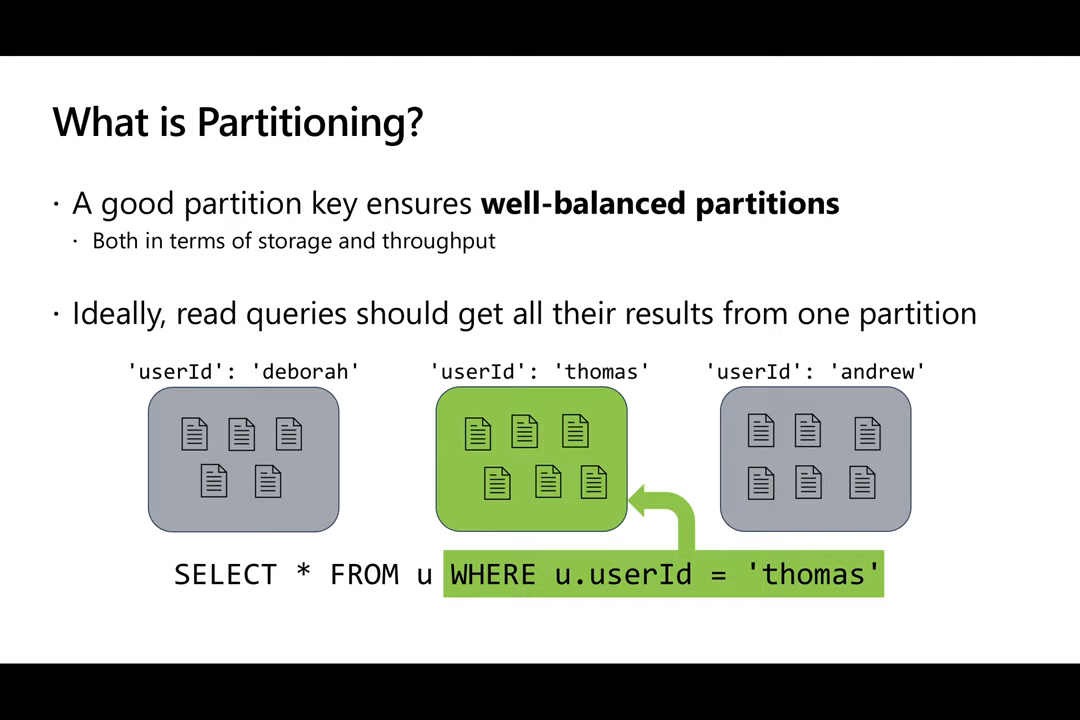 What is Partitioning?
· A good partition key ensures well-balanced partitions
· Both in terms of storage and throughput
· Ideally, read queries should get all their results from one partition
'userId': 'deborah' 'userId': 'thomas' 'userId': 'andrew'
SELECT * FROM u WHERE u.userId = 'thomas'